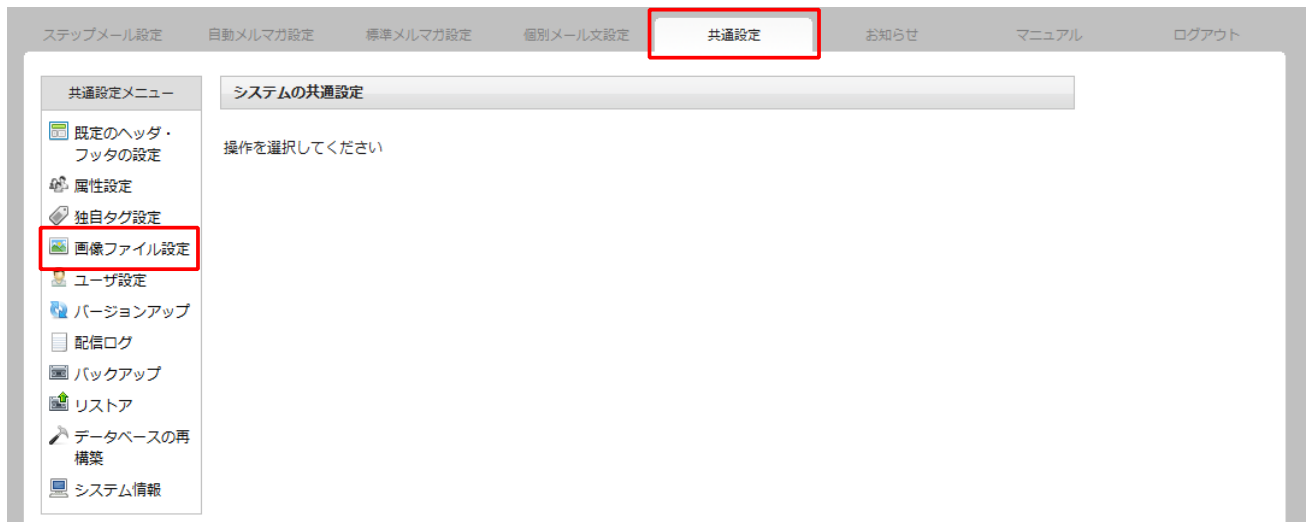 ステップメール設定 自動メルマガ設定 標準メルマガ設定 個別メール文設定 共通設定 お知らせ マニュアル ログアウト
共通設定メニュー
既定のヘッダ・
フッタの設定
属性設定
独自タグ設定
画像ファイル設定
ユーザ設定
バージョンアップ
配信ログ
バックアップ
リストア
データベースの再
構築
システム情報
システムの共通設定
操作を選択してください